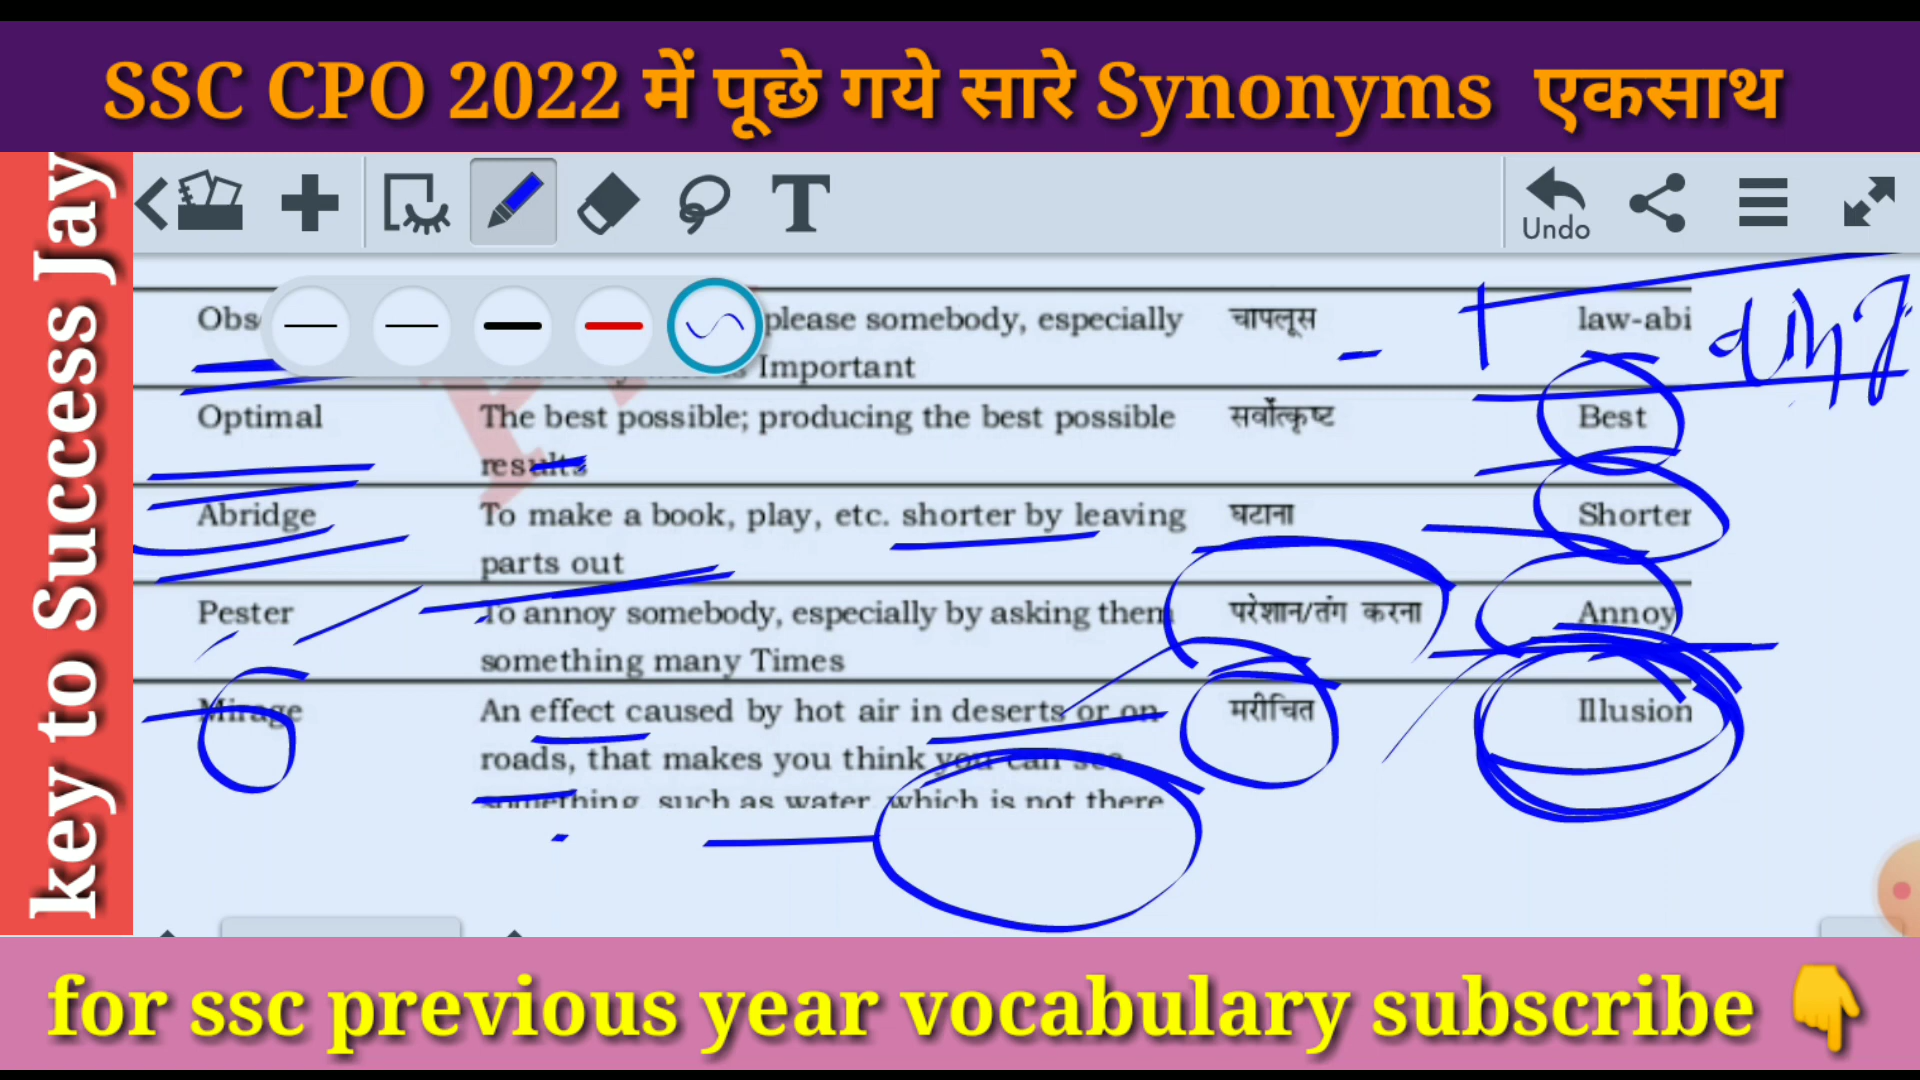 SSC CPO 2022 में पूछे गये सारे Synonyms एकसाथ
key to Success Jay
T
Undo
please somebody, especially चापलूस law-abi
Important
Optimal The best possible; producing the best possible सर्वोत्कृष्ट Best
results
Abridge To make a book, play, etc. shorter by leaving घटाना Shorter
parts out
Pester To annoy somebody, especially by asking them परेशान/तंग करना Annoy
something many Times
Mirage An effect caused by hot air in deserts or on मरीचित Illusion
roads, that makes you think you can see
something, such as water, which is not there
for ssc previous year vocabulary subscribe